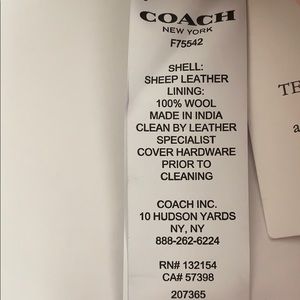 COACH
NEW YORK
F75542
SHELL:
SHEEP LEATHER
LINING:
100% WOOL
MADE IN INDIA
CLEAN BY LEATHER
SPECIALIST
COVER HARDWARE
PRIOR TO
CLEANING
COACH INC.
10 HUDSON YARDS
NY, NY
888-262-6224
RN# 132154
CA# 57398
207365
TE
a